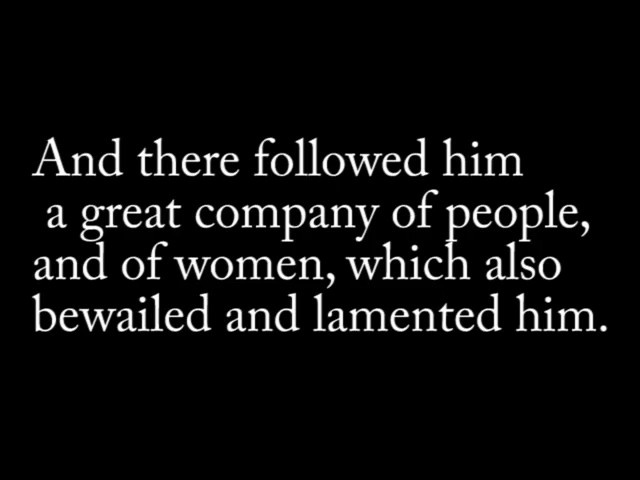 And there followed him
a great company of people,
and of women, which also
bewailed and lamented him.